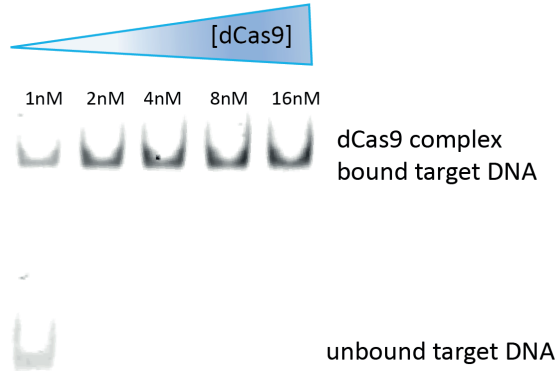 [dCas9]
1nM 2nM 4nM 8nM 16nM
dCas9 complex
bound target DNA
unbound target DNA